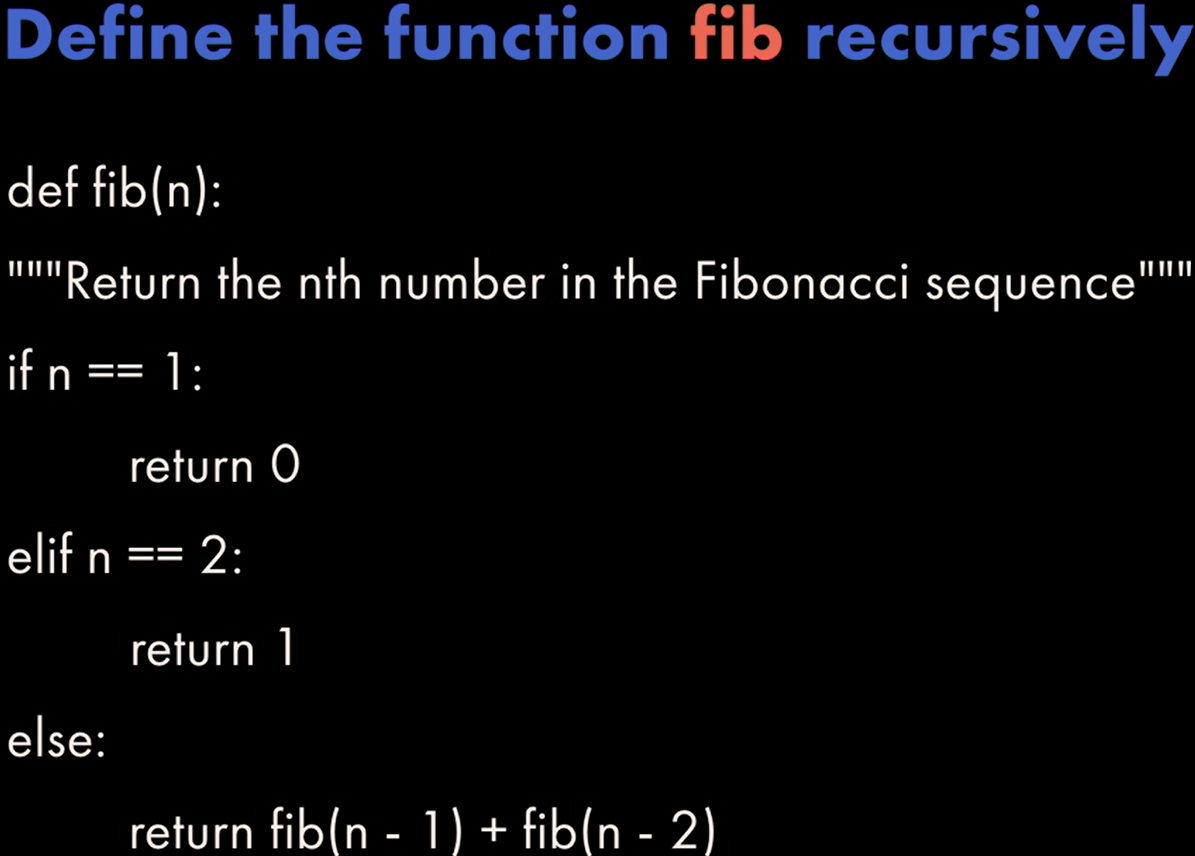 Define the function fib recursively
def fib(n):
"""Return the nth number in the Fibonacci sequence"""
if n == 1:
return 0
elif n == 2:
return 1
else:
return fib(n - 1) + fib(n - 2)